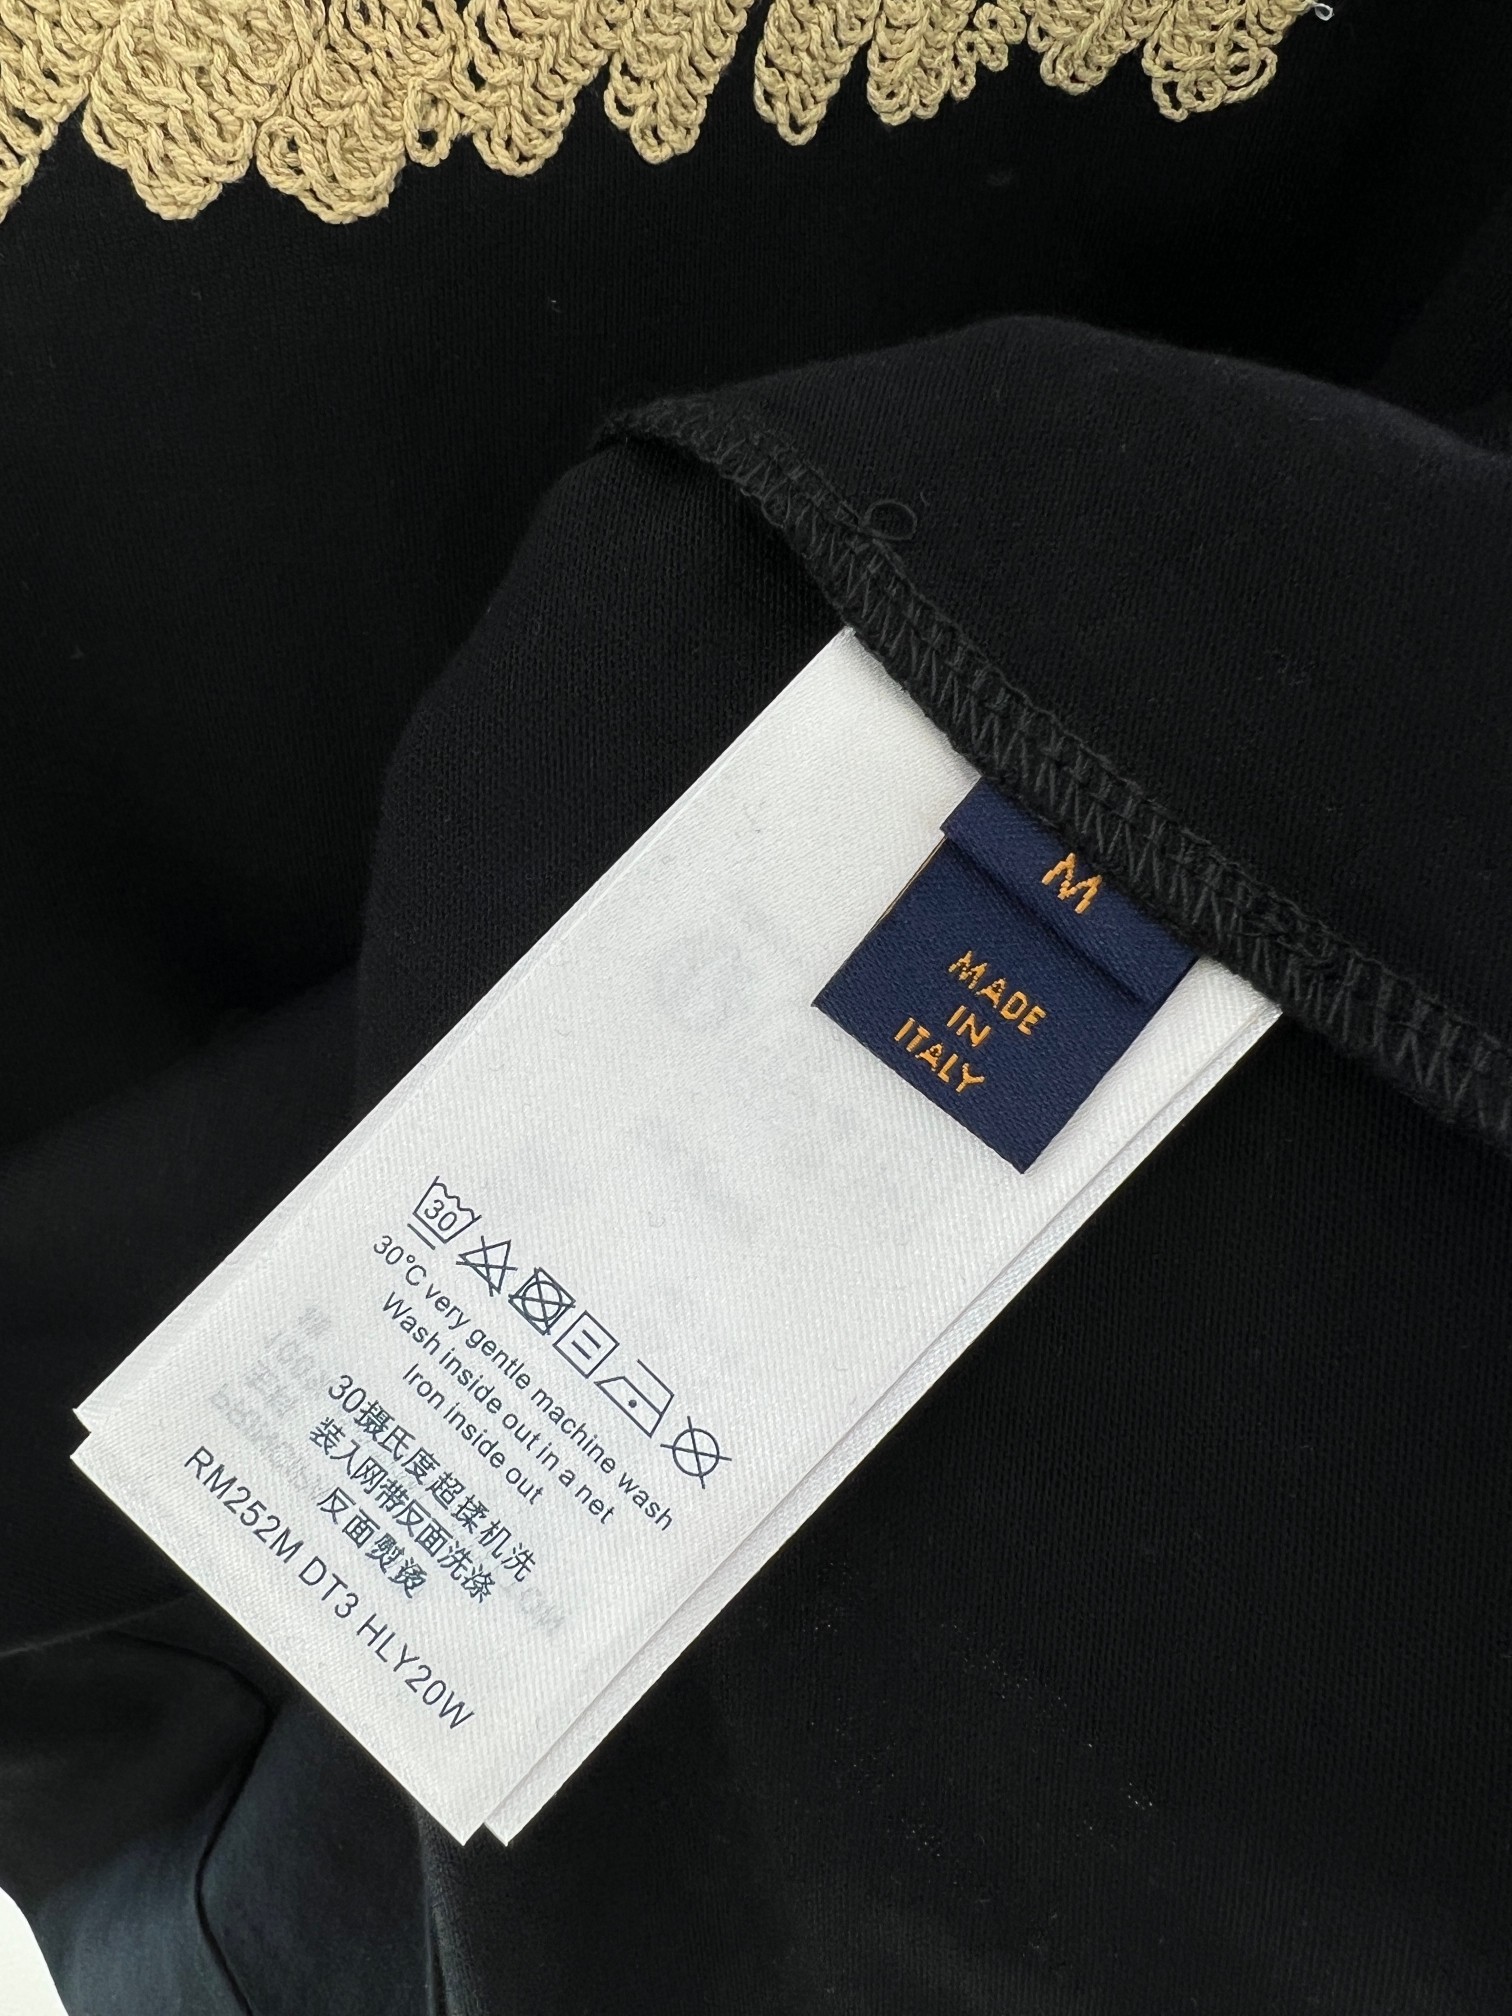 M
MADE
IN
ITALY
30
30°C very gentle machine wash
Wash inside out in a net
Iron inside out
30摄氏度超揉机洗
装入网带反面洗涤
反面熨烫
RM252M DT3 HLY20W